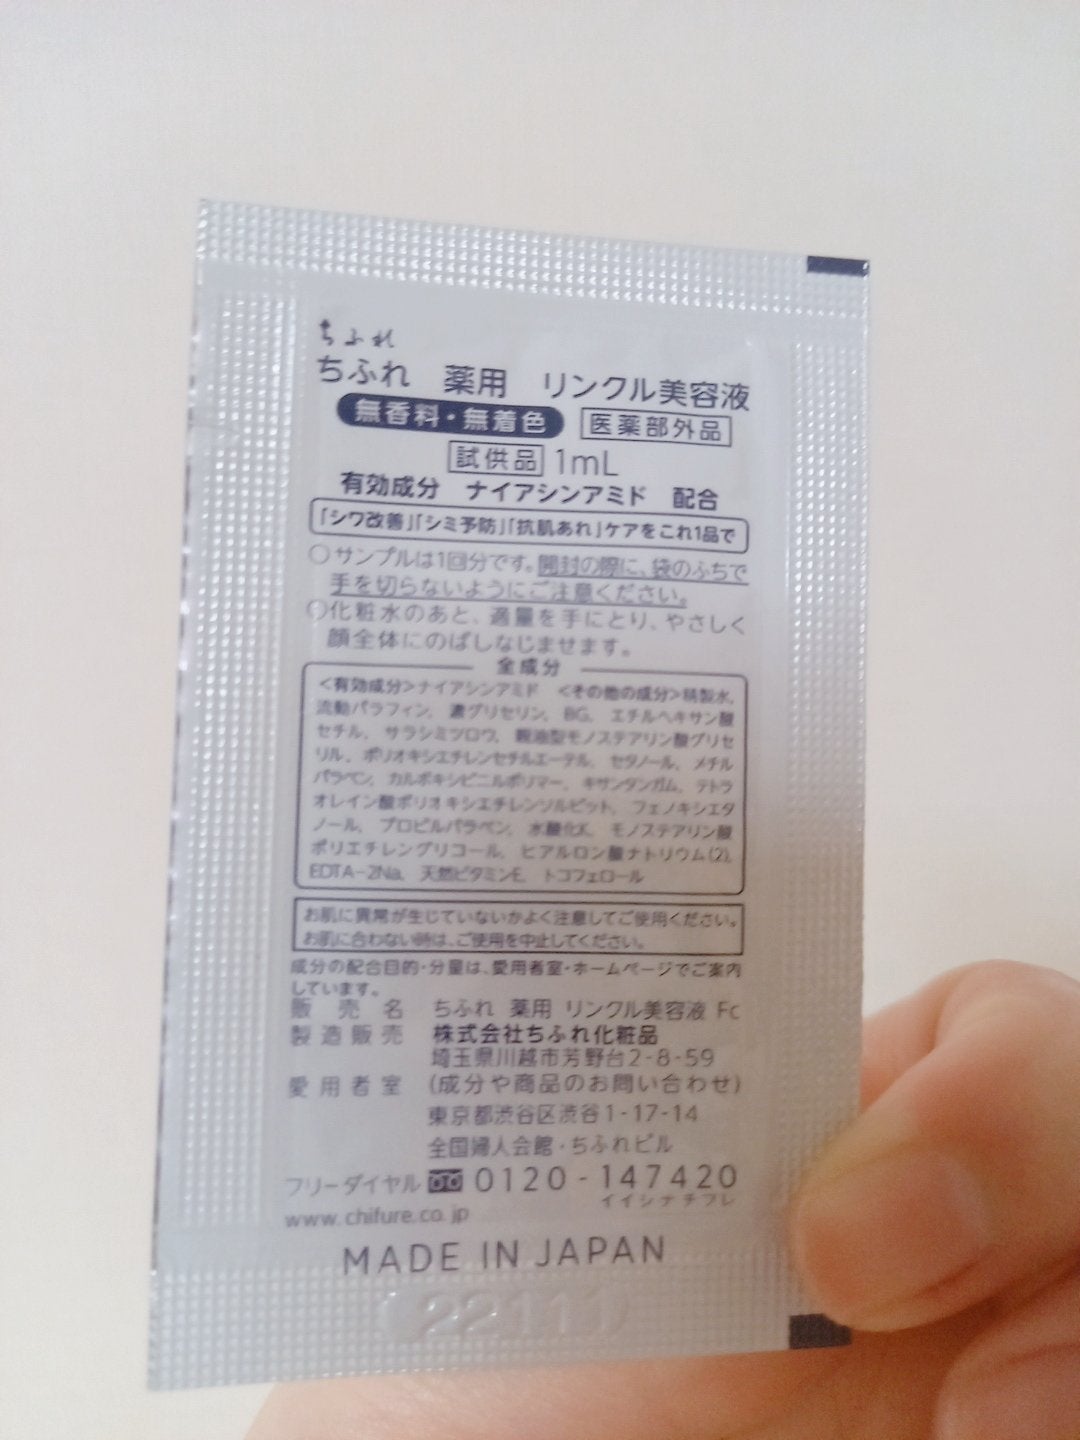 ちふれ
ちふれ 薬用 リンクル美容液
無香料・無着色 医薬部外品
試供品 1mL
有効成分 ナイアシンアミド 配合
「シワ改善」「シミ予防」「抗肌あれ」ケアをこれ1品で
○サンプルは1回分です。開封の際に、袋のふちで
手を切らないようにご注意ください。
○化粧水のあと、適量を手にとり、やさしく
顔全体にのばしなじませます。
全成分
<有効成分>ナイアシンアミド <その他の成分>精製水、
流動パラフィン、濃グリセリン、BG、エチルヘキサン酸
セチル、サラシミツロウ、親油型モノステアリン酸グリセ
リル、ポリオキシエチレンセチルエーテル、セタノール、メチル
パラベン、カルボキシビニルポリマー、キサンタンガム、テトラ
オレイン酸ポリオキシエチレンソルビット、フェノキシエタ
ノール、プロピルパラベン、水酸化K、モノステアリン酸
ポリエチレングリコール、ヒアルロン酸ナトリウム(2)、
EDTA-2Na、天然ビタミンE、トコフェロール
お肌に異常が生じていないかよく注意してご使用ください。
お肌に合わない時は、ご使用を中止してください。
成分の配合目的・分量は、愛用者室・ホームページでご案内
しています。
販売名 ちふれ 薬用 リンクル美容液 Fc
製造販売 株式会社ちふれ化粧品
埼玉県川越市芳野台2-8-59
愛用者室 (成分や商品のお問い合わせ)
東京都渋谷区渋谷1-17-14
全国婦人会館・ちふれビル
フリーダイヤル 0120-147420
イイシナチフレ
www.chifure.co.jp
MADE IN JAPAN
22111